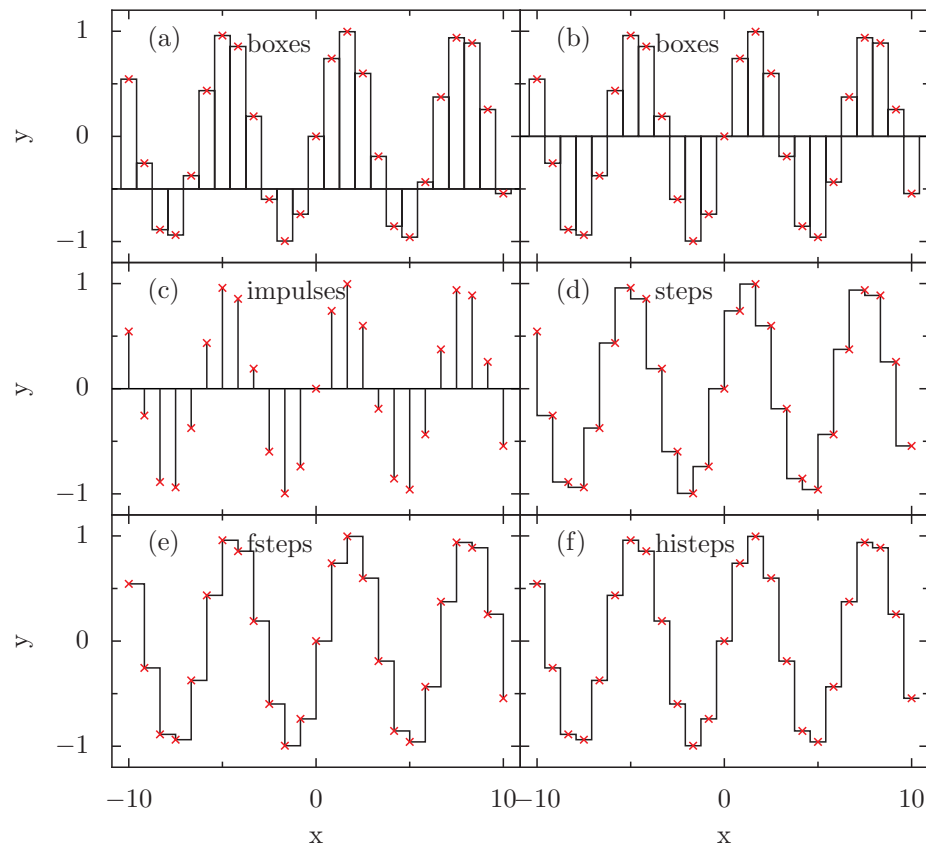 1
(a)
boxes
(b)
boxes
y
0
−1
1
(c)
impulses
(d)
steps
y
0
−1
1
(e)
fsteps
(f)
histeps
y
0
−1
−10
0
10
−10
0
10
x
x